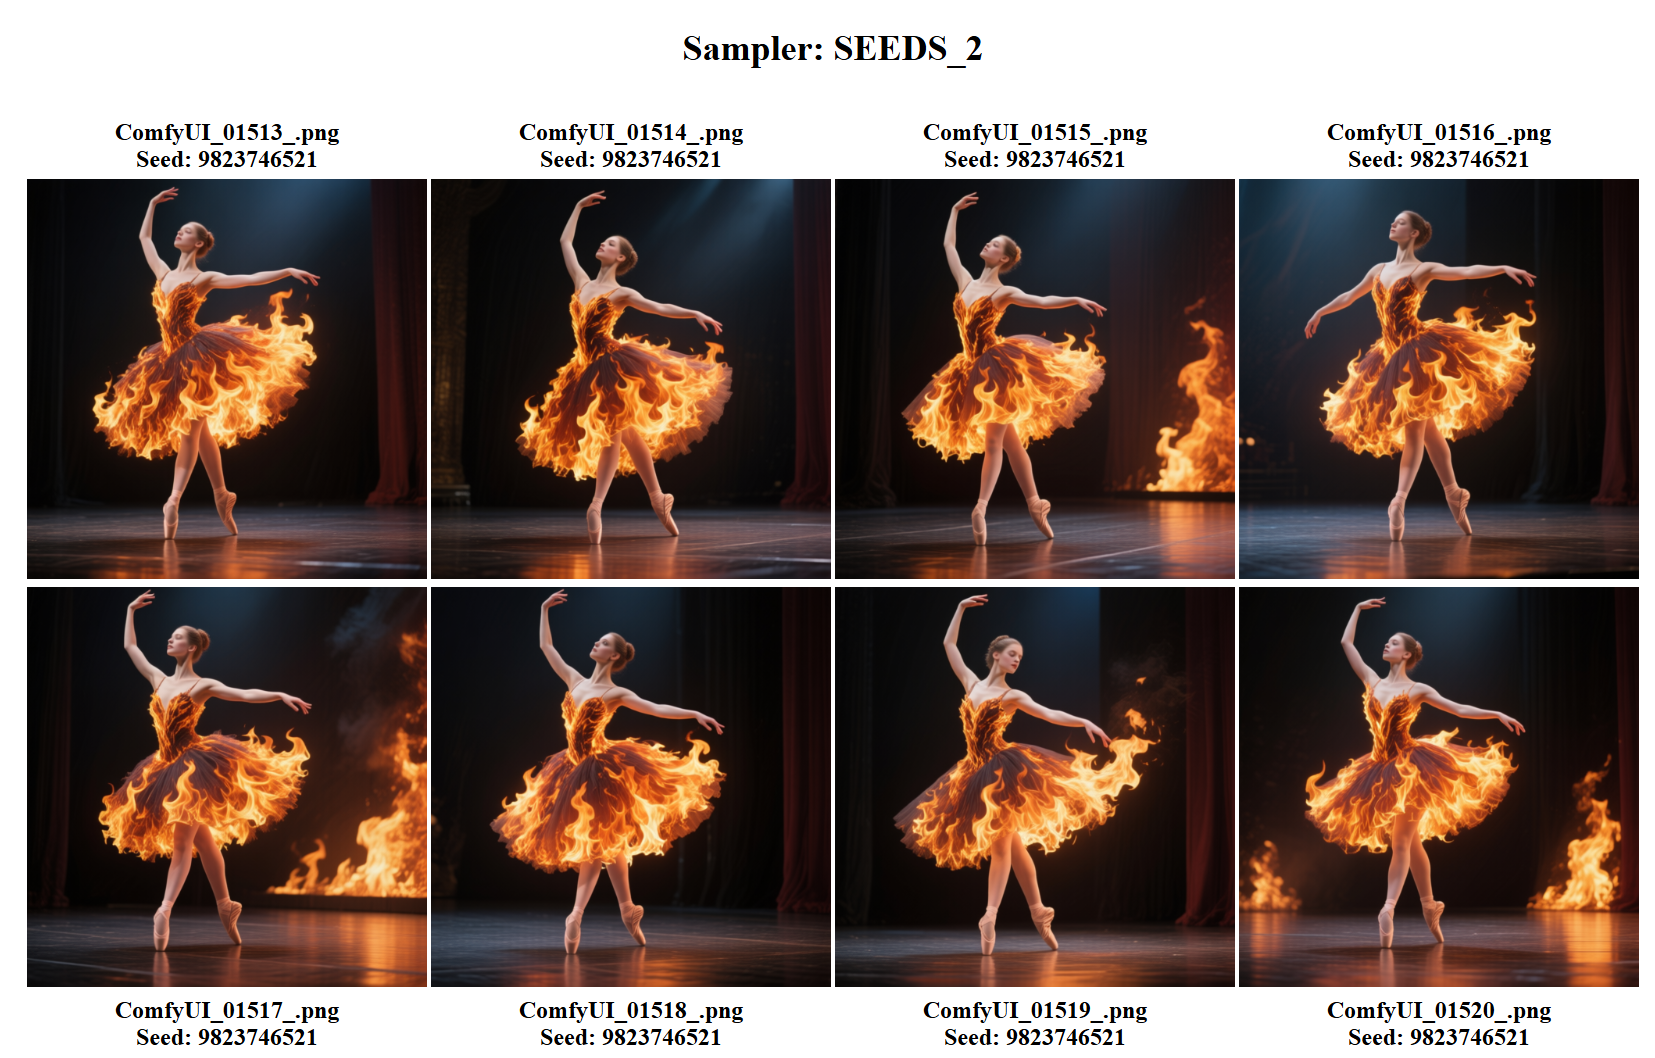 Sampler: SEEDS_2
ComfyUI_01513_.png
Seed: 9823746521
ComfyUI_01514_.png
Seed: 9823746521
ComfyUI_01515_.png
Seed: 9823746521
ComfyUI_01516_.png
Seed: 9823746521
ComfyUI_01517_.png
Seed: 9823746521
ComfyUI_01518_.png
Seed: 9823746521
ComfyUI_01519_.png
Seed: 9823746521
ComfyUI_01520_.png
Seed: 9823746521